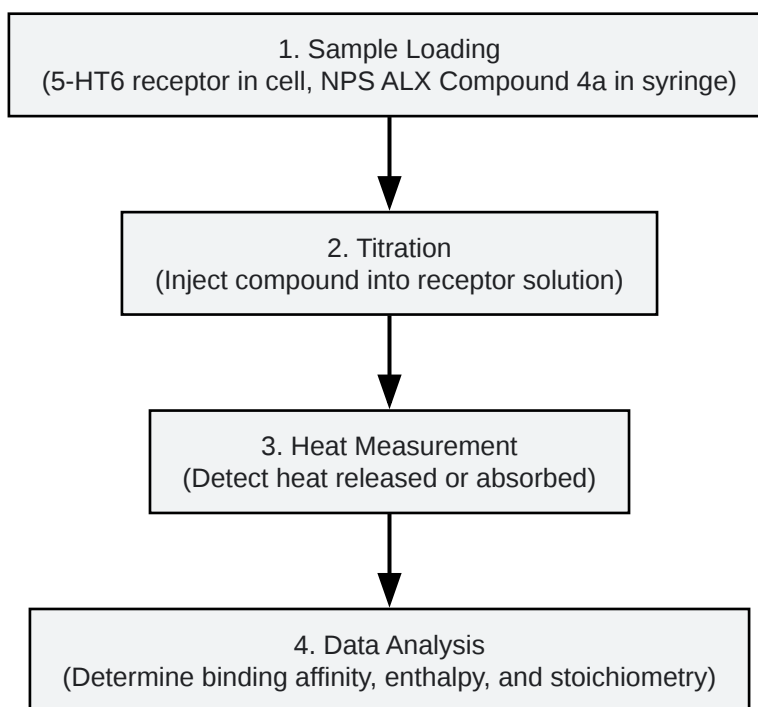 1. Sample Loading
(5-HT6 receptor in cell, NPS ALX Compound 4a in syringe)
2. Titration
(Inject compound into receptor solution)
3. Heat Measurement
(Detect heat released or absorbed)
4. Data Analysis
(Determine binding affinity, enthalpy, and stoichiometry)